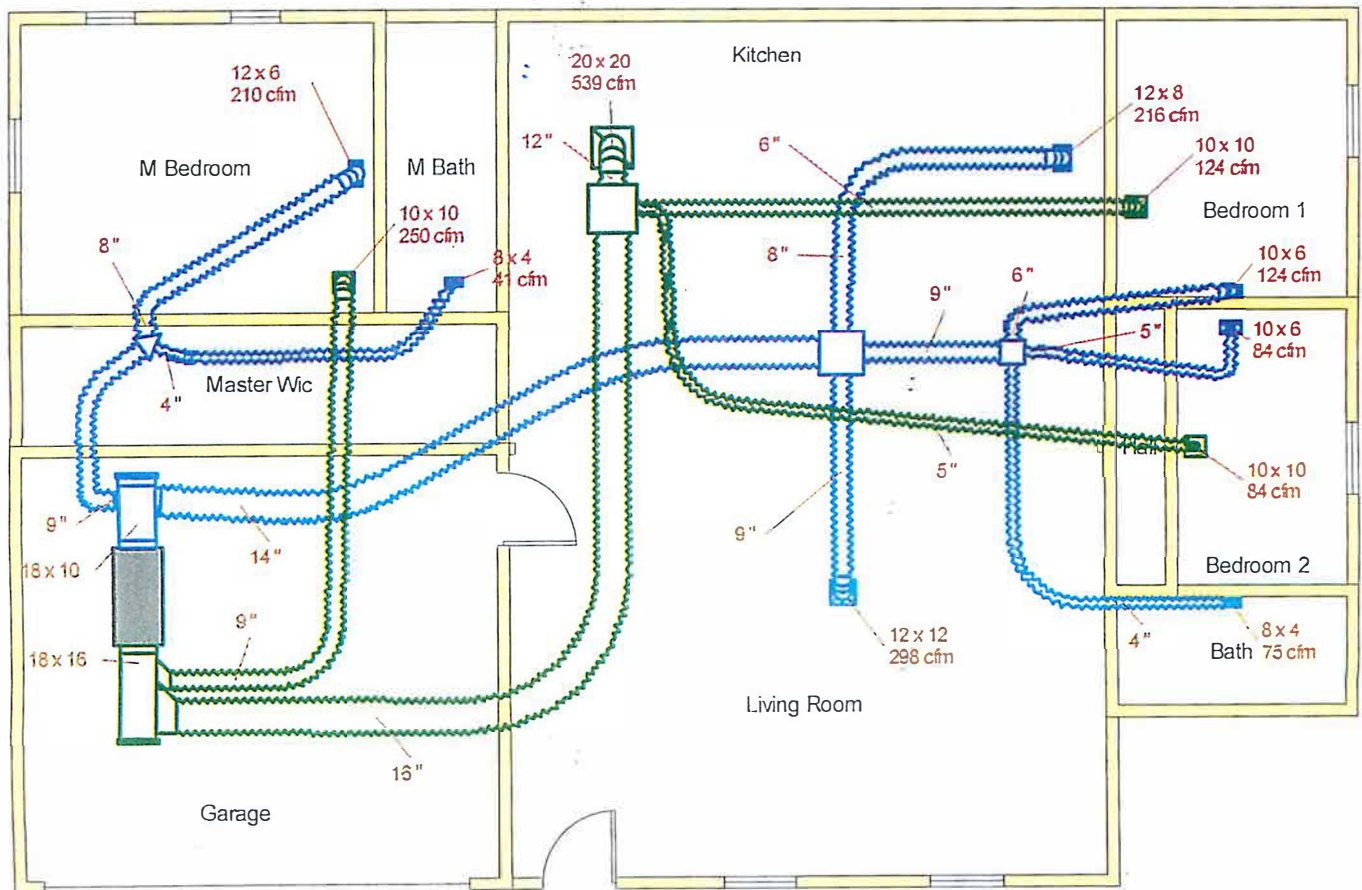 Kitchen
20 x 20
539 cfm
12 x 6
210 cfm
12 x 8
216 cfm
12"
6"
10 x 10
124 cfm
M Bedroom
M Bath
Bedroom 1
10 x 10
250 cfm
8"
8 x 4
41 cfm
8"
6"
10 x 6
124 cfm
9"
5"
10 x 6
84 cfm
Master Wic
4"
5"
10 x 10
84 cfm
9"
14"
9"
18 x 10
Bedroom 2
9"
12 x 12
298 cfm
4"
8 x 4
75 cfm
Bath
18 x 16
Living Room
16"
Garage